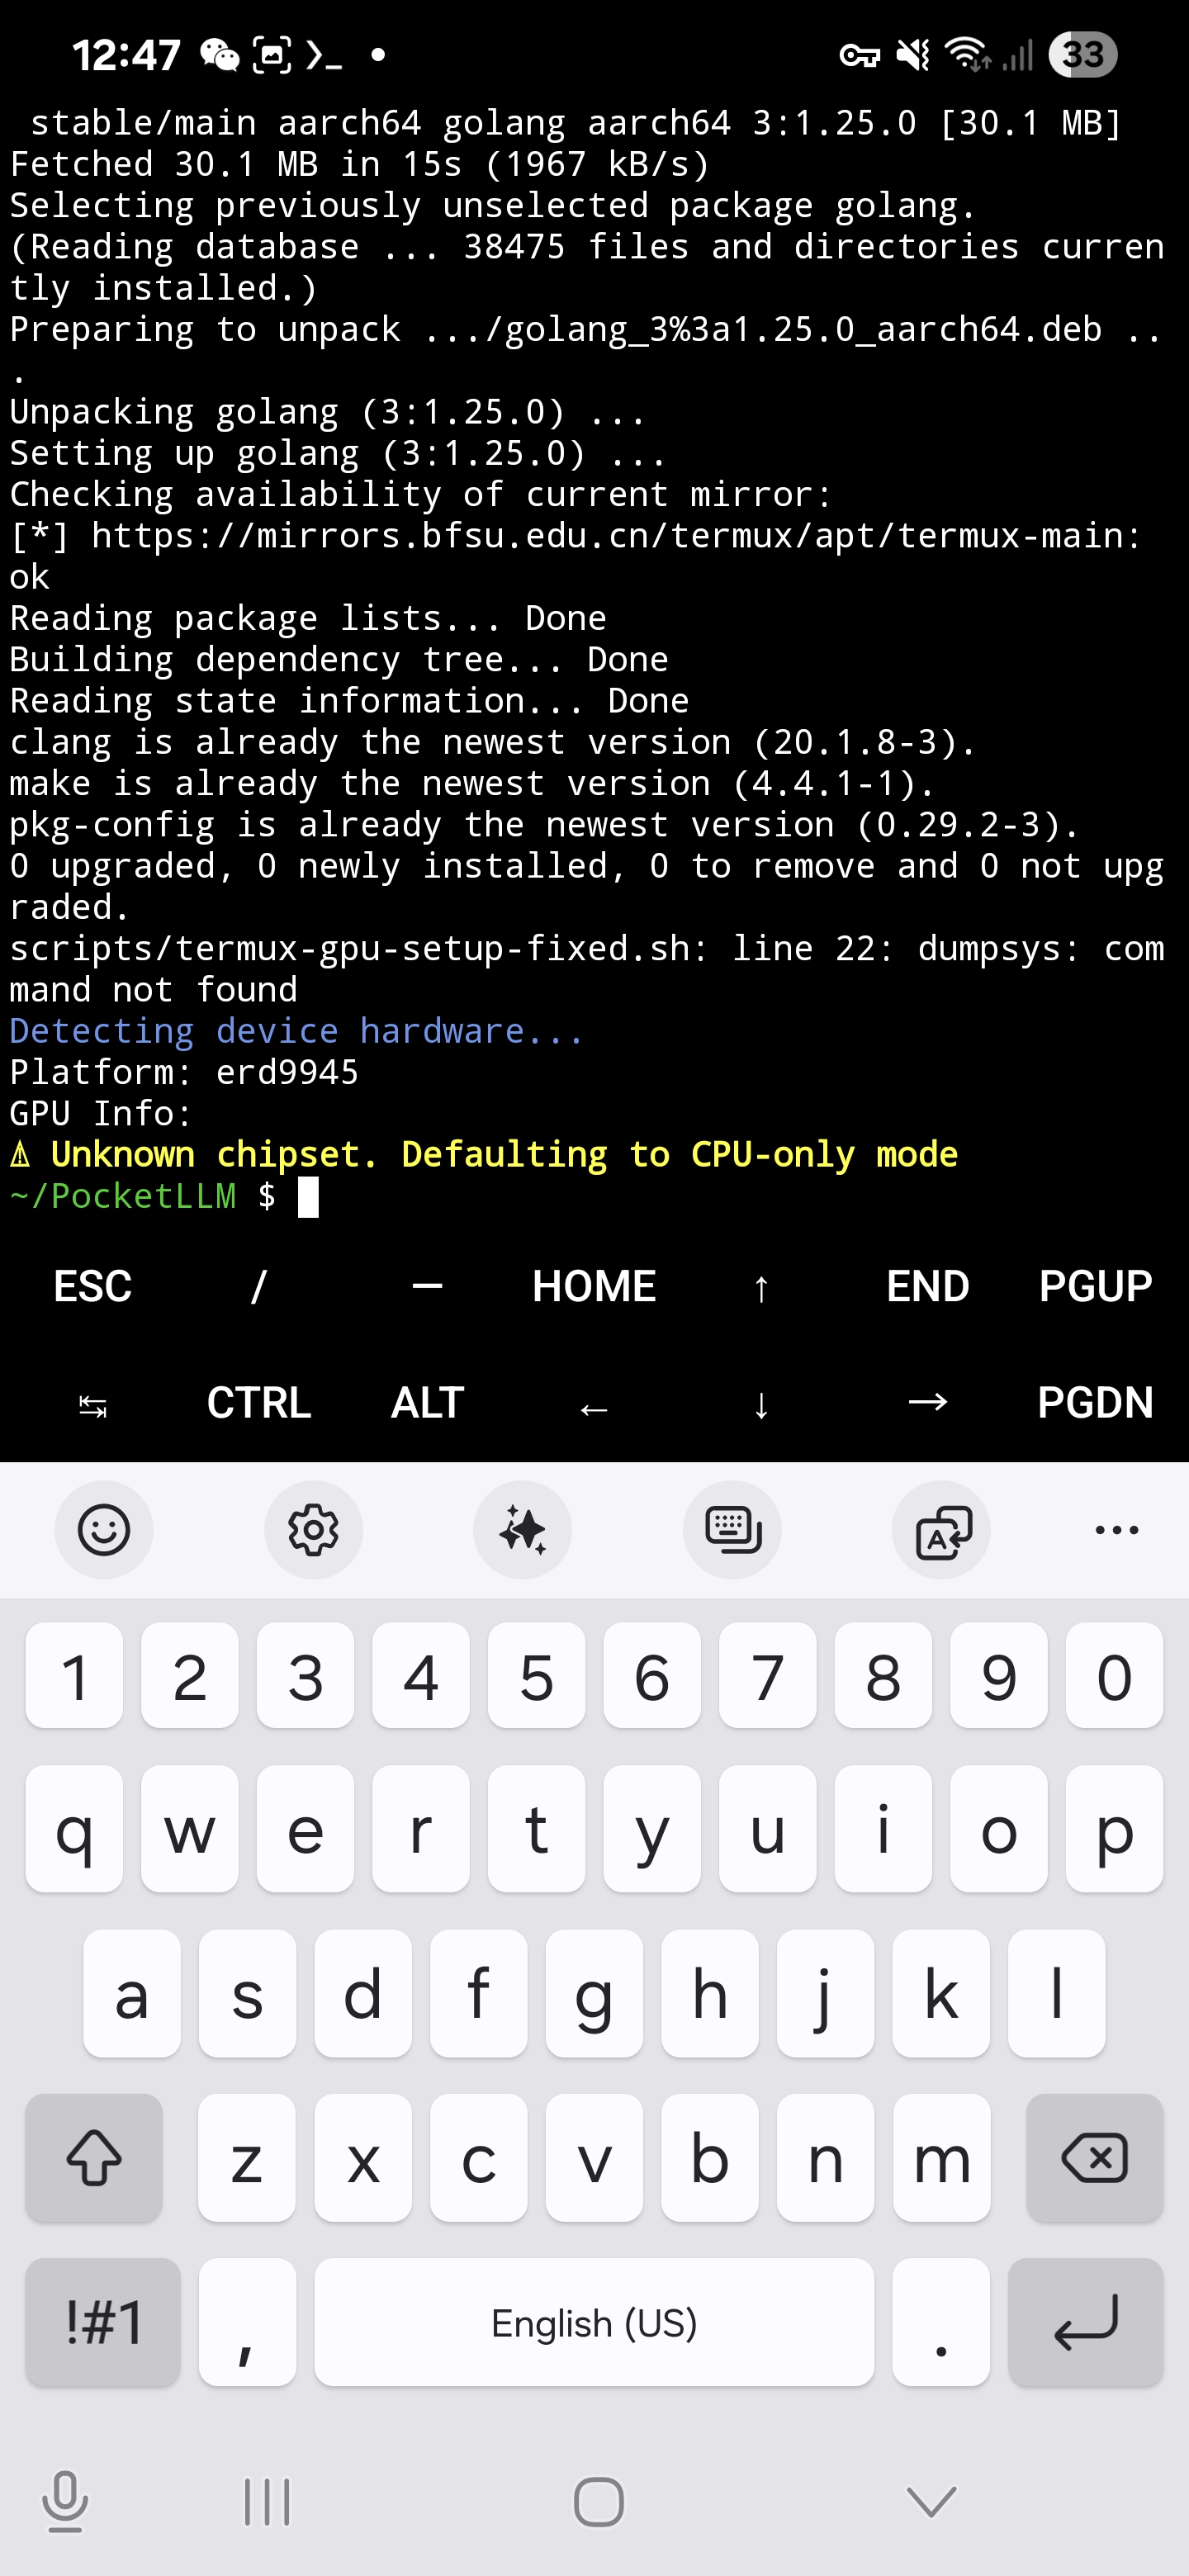 12:47
33
stable/main aarch64 golang aarch64 3:1.25.0 [30.1 MB]
Fetched 30.1 MB in 15s (1967 kB/s)
Selecting previously unselected package golang.
(Reading database ... 38475 files and directories curren
tly installed.)
Preparing to unpack .../golang_3%3a1.25.0_aarch64.deb ..
.
Unpacking golang (3:1.25.0) ...
Setting up golang (3:1.25.0) ...
Checking availability of current mirror:
[*] https://mirrors.bfsu.edu.cn/termux/apt/termux-main:
ok
Reading package lists... Done
Building dependency tree... Done
Reading state information... Done
clang is already the newest version (20.1.8-3).
make is already the newest version (4.4.1-1).
pkg-config is already the newest version (0.29.2-3).
0 upgraded, 0 newly installed, 0 to remove and 0 not upg
raded.
scripts/termux-gpu-setup-fixed.sh: line 22: dumpsys: com
mand not found
Detecting device hardware...
Platform: erd9945
GPU Info:
⚠ Unknown chipset. Defaulting to CPU-only mode
~/PocketLLM $
ESC / — HOME ↑ END PGUP
↹ CTRL ALT ← ↓ → PGDN
1 2 3 4 5 6 7 8 9 0
q w e r t y u i o p
a s d f g h j k l
z x c v b n m
!#1 , English (US) .